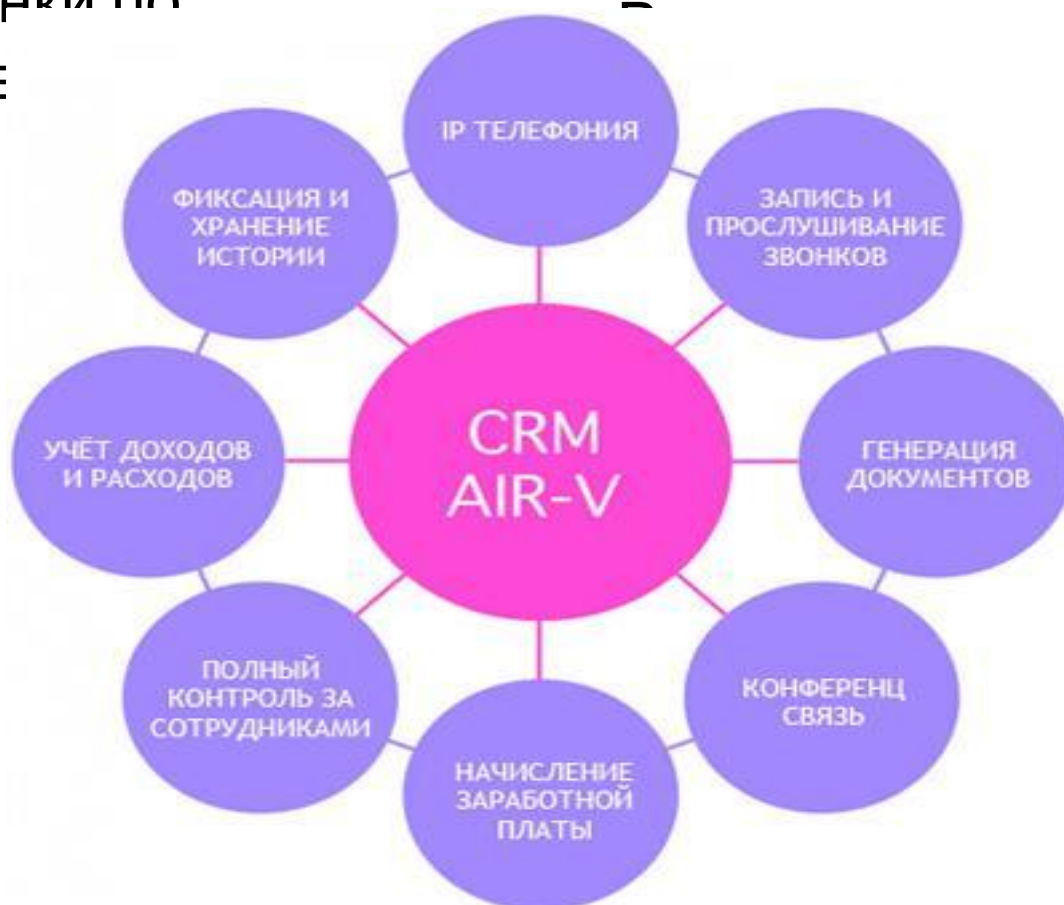 IP ТЕЛЕФОНИЯ
ЗАПИСЬ И
ПРОСЛУШИВАНИЕ
ЗВОНКОВ
ГЕНЕРАЦИЯ
ДОКУМЕНТОВ
КОНФЕРЕНЦ
СВЯЗЬ
НАЧИСЛЕНИЕ
ЗАРАБОТНОЙ
ПЛАТЫ
ПОЛНЫЙ
КОНТРОЛЬ ЗА
СОТРУДНИКАМИ
УЧЁТ ДОХОДОВ
И РАСХОДОВ
ФИКСАЦИЯ И
ХРАНЕНИЕ
ИСТОРИИ
CRM
AIR-V